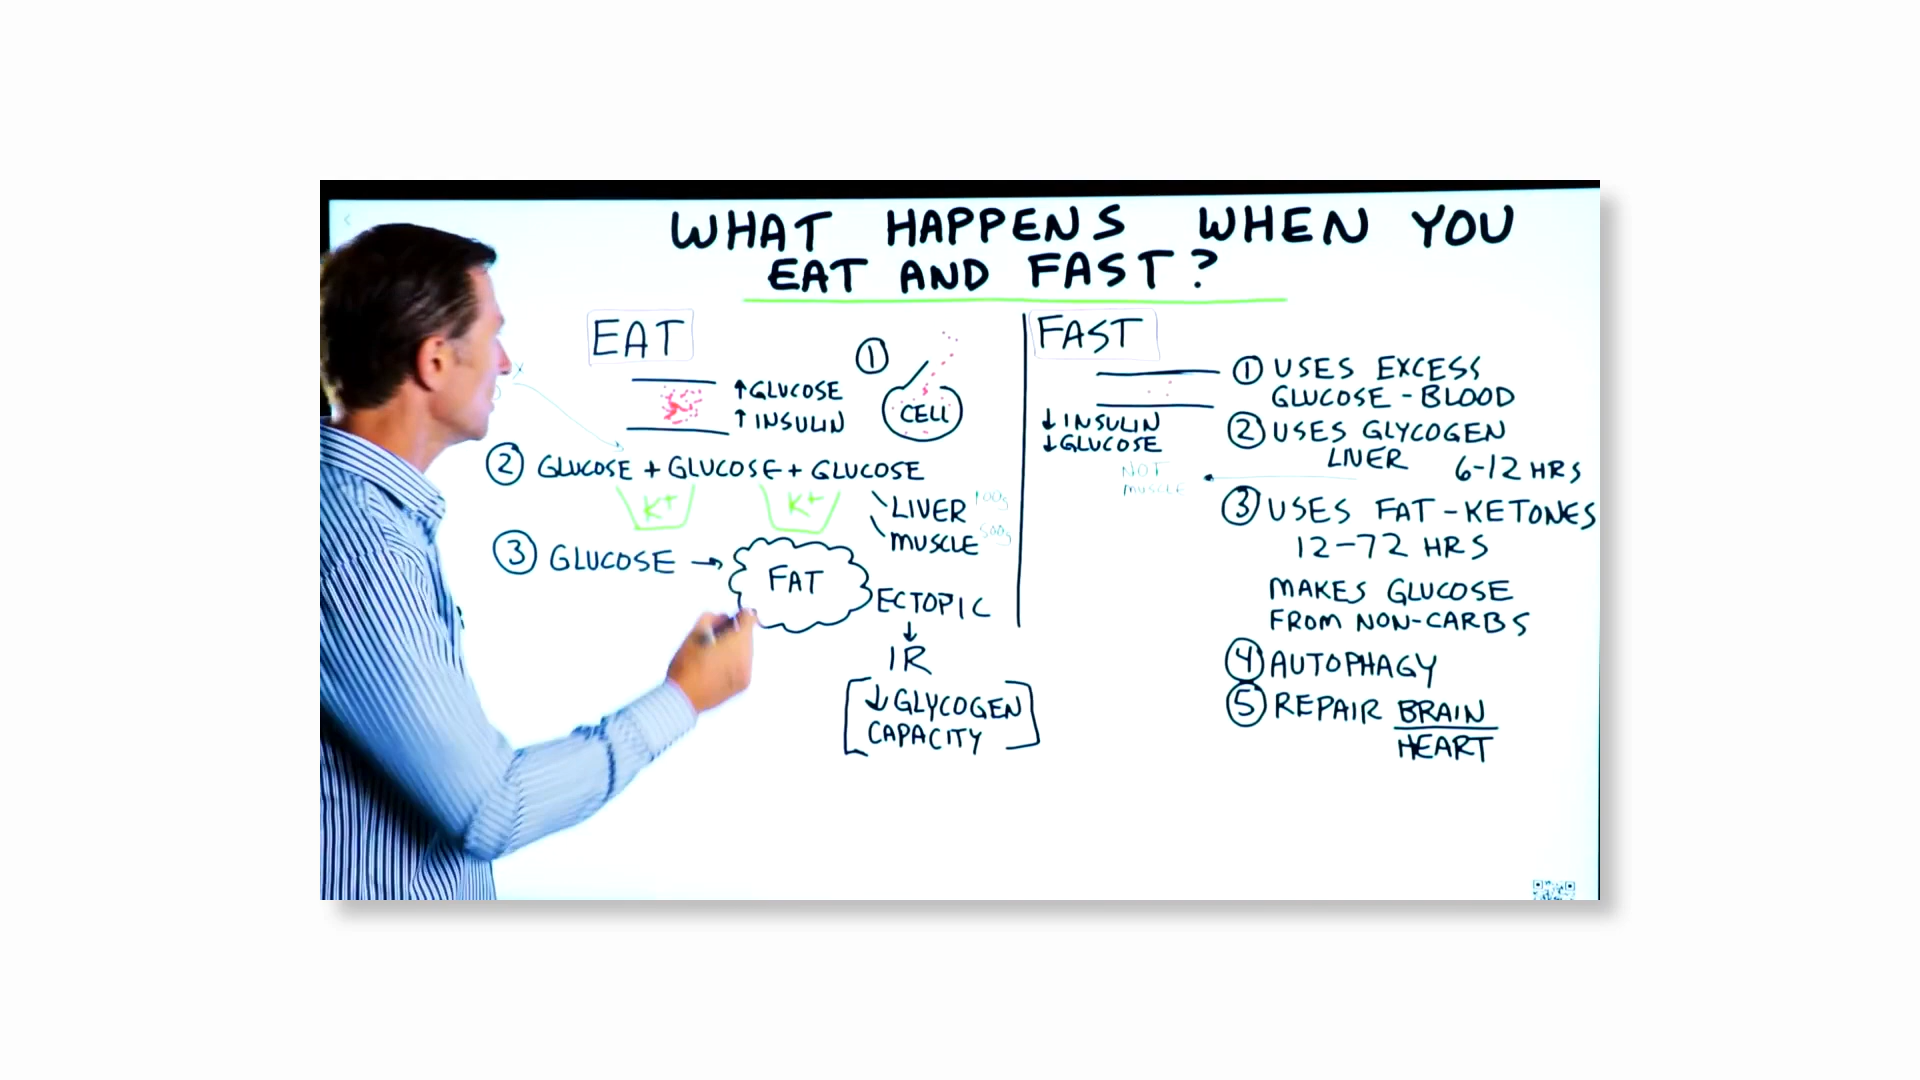 WHAT HAPPENS WHEN YOU
EAT AND FAST?
EAT
↑GLUCOSE
↑INSULIN
①
CELL
② GLUCOSE + GLUCOSE + GLUCOSE
K+ K+
LIVER 100g
MUSCLE 500g
③ GLUCOSE → FAT
ECTOPIC
↓
IR
[↓GLYCOGEN
CAPACITY]
FAST
↓INSULIN
↓GLUCOSE
NOT
MUSCLE
① USES EXCESS
GLUCOSE - BLOOD
② USES GLYCOGEN
LIVER 6-12 HRS
③ USES FAT - KETONES
12-72 HRS
MAKES GLUCOSE
FROM NON-CARBS
④ AUTOPHAGY
⑤ REPAIR BRAIN
HEART